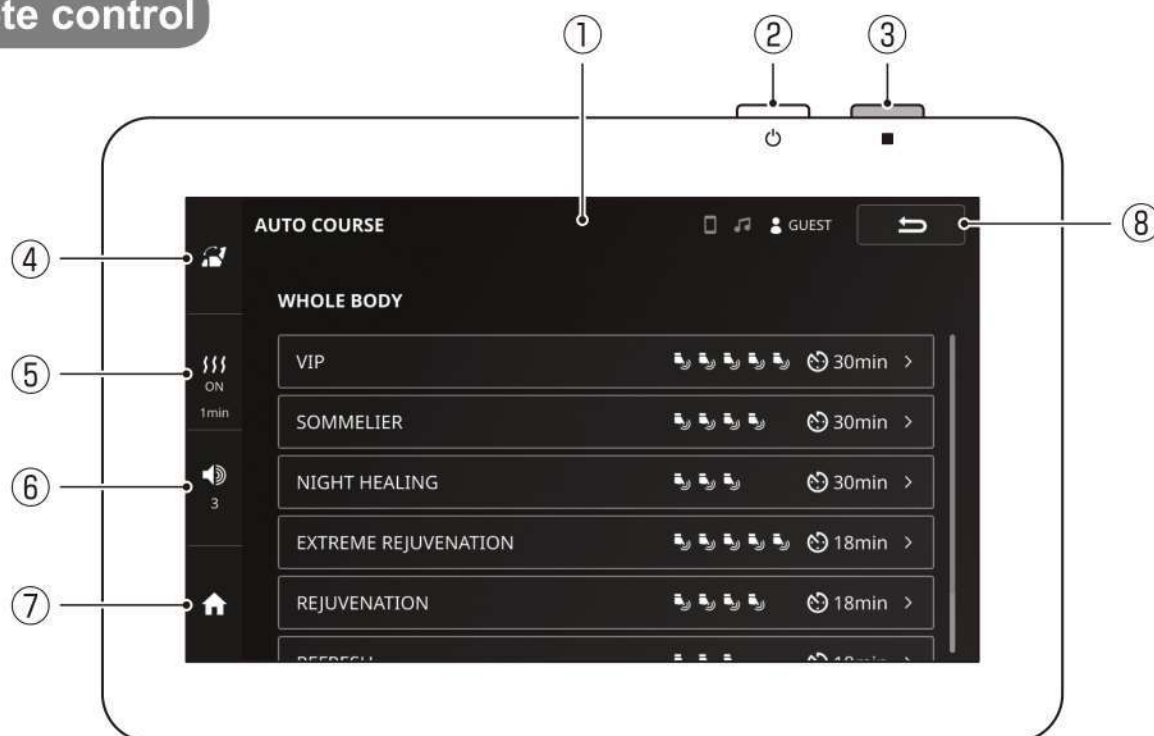 te control
① ② ③
AUTO COURSE GUEST ⑧
④
WHOLE BODY
⑤ ON 1min
VIP 30min >
SOMMELIER 30min >
⑥ 3
NIGHT HEALING 30min >
EXTREME REJUVENATION 18min >
⑦
REJUVENATION 18min >